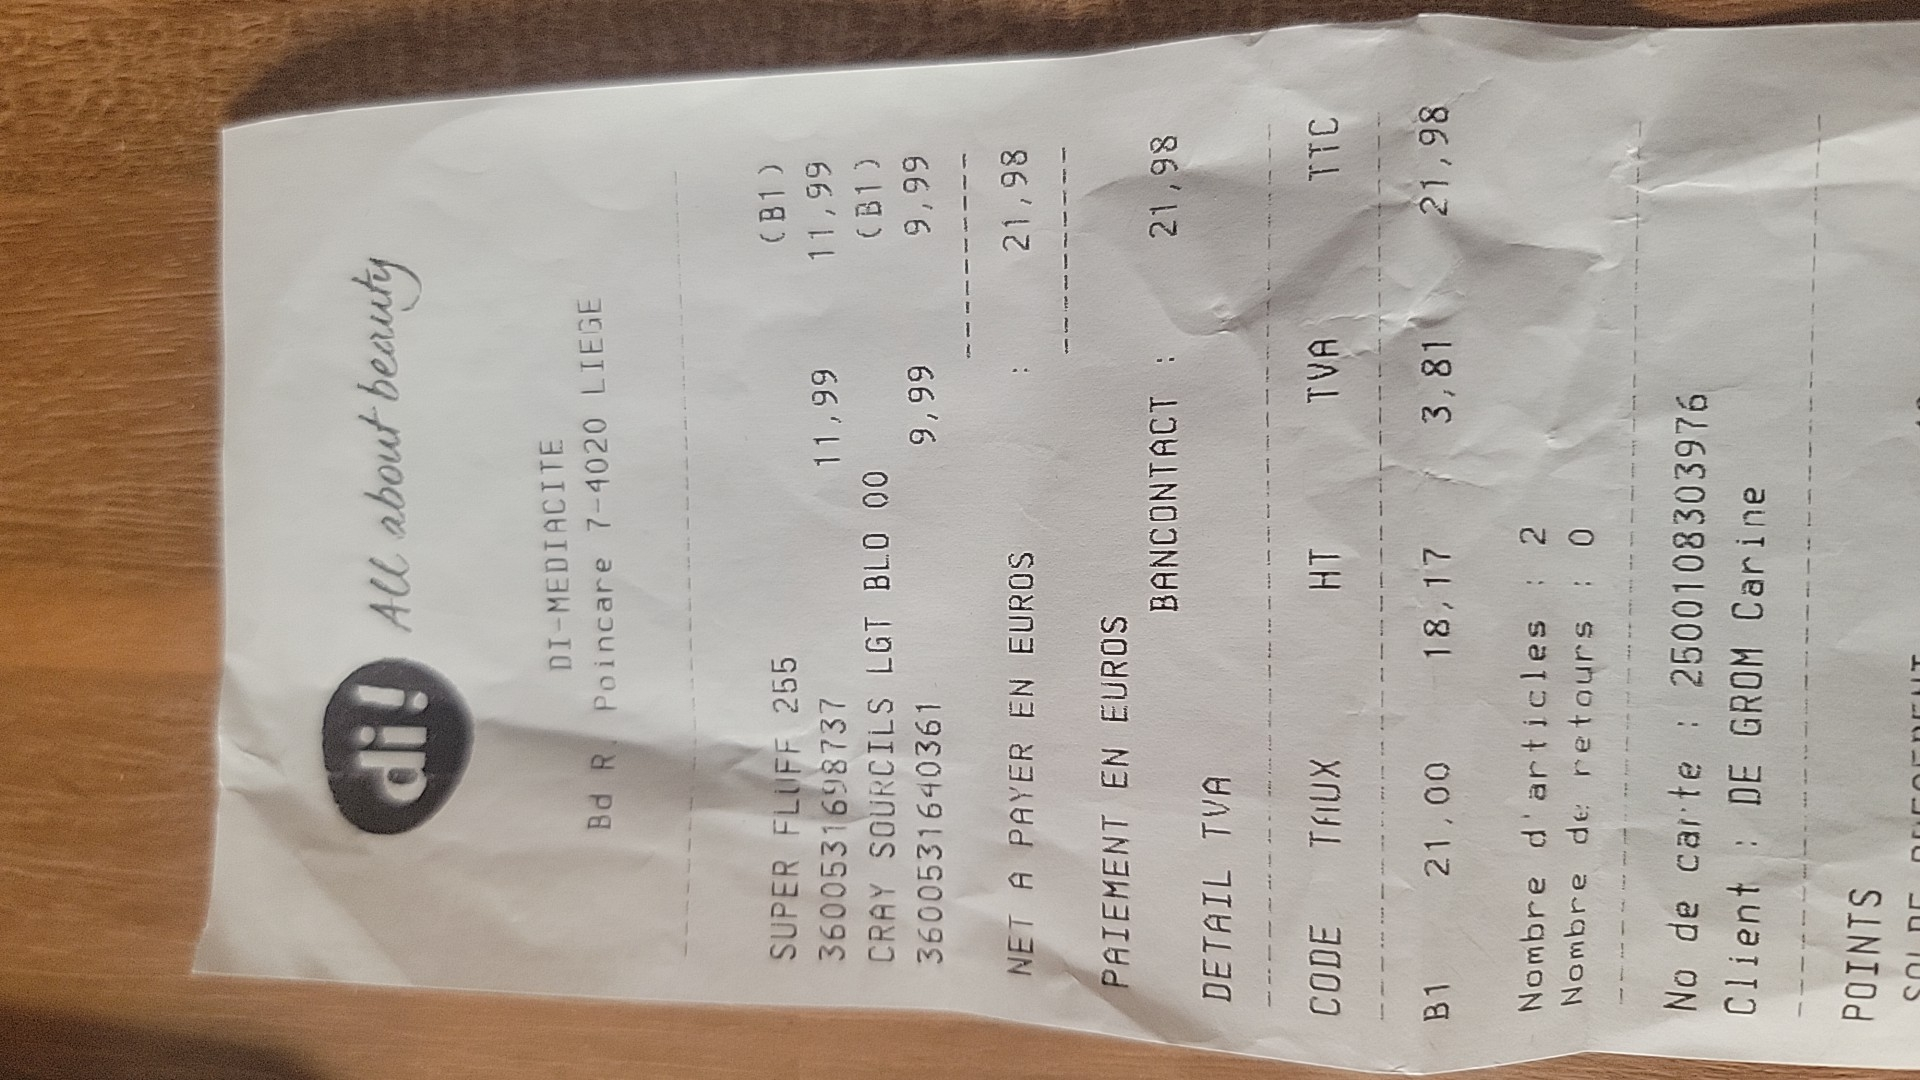 di! All about beauty
DI-MEDIACITE
Bd R. Poincare 7-4020 LIEGE
SUPER FLUFF 255 (B1)
3600531698737 11,99 11,99
CRAY SOURCILS LGT BLO 00 (B1)
3600531640361 9,99 9,99
NET A PAYER EN EUROS : 21,98
PAIEMENT EN EUROS
BANCONTACT : 21,98
DETAIL TVA
CODE TAUX HT TVA TTC
B1 21,00 18,17 3,81 21,98
Nombre d'articles : 2
Nombre de retours : 0
No de carte : 2500108303976
Client : DE GROM Carine
POINTS